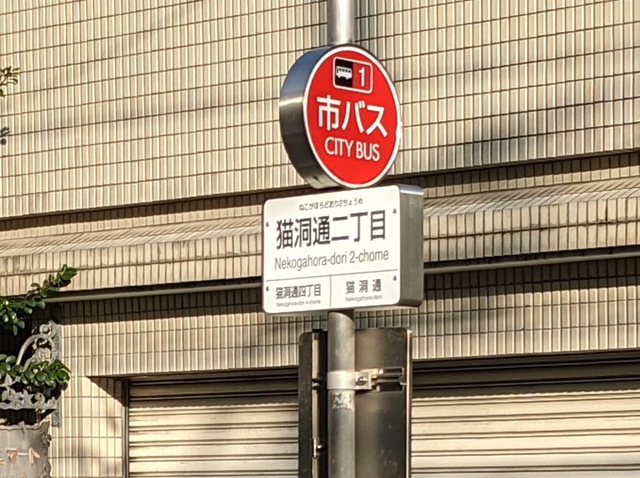 1
市バス
CITY BUS
ねこがほらどおり2ちょうめ
猫洞通二丁目
Nekogahora-dori 2-chome
猫洞通四丁目
Nekogahora-dori 4-chome
猫洞通
Nekogahora-dori